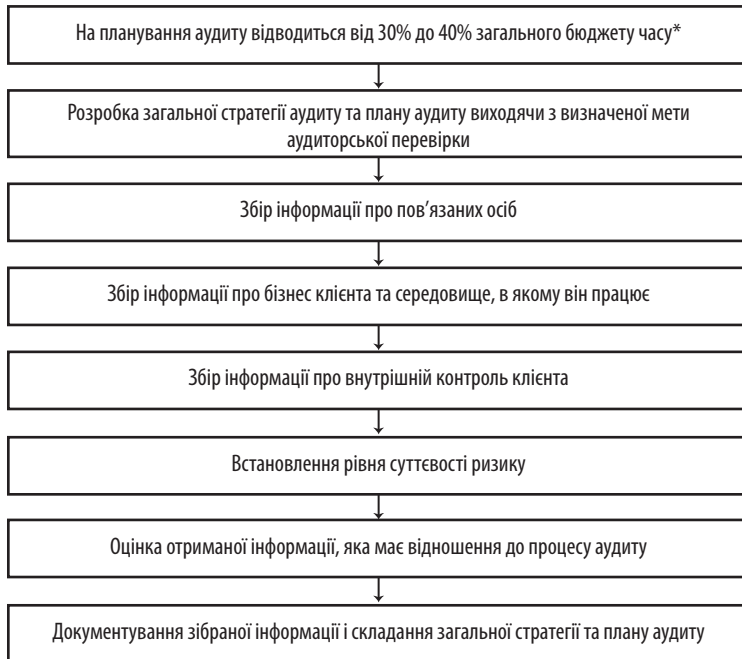 На планування аудиту відводиться від 30% до 40% загального бюджету часу*
Розробка загальної стратегії аудиту та плану аудиту виходячи з визначеної мети
аудиторської перевірки
Збір інформації про пов’язаних осіб
Збір інформації про бізнес клієнта та середовище, в якому він працює
Збір інформації про внутрішній контроль клієнта
Встановлення рівня суттєвості ризику
Оцінка отриманої інформації, яка має відношення до процесу аудиту
Документування зібраної інформації і складання загальної стратегії та плану аудиту